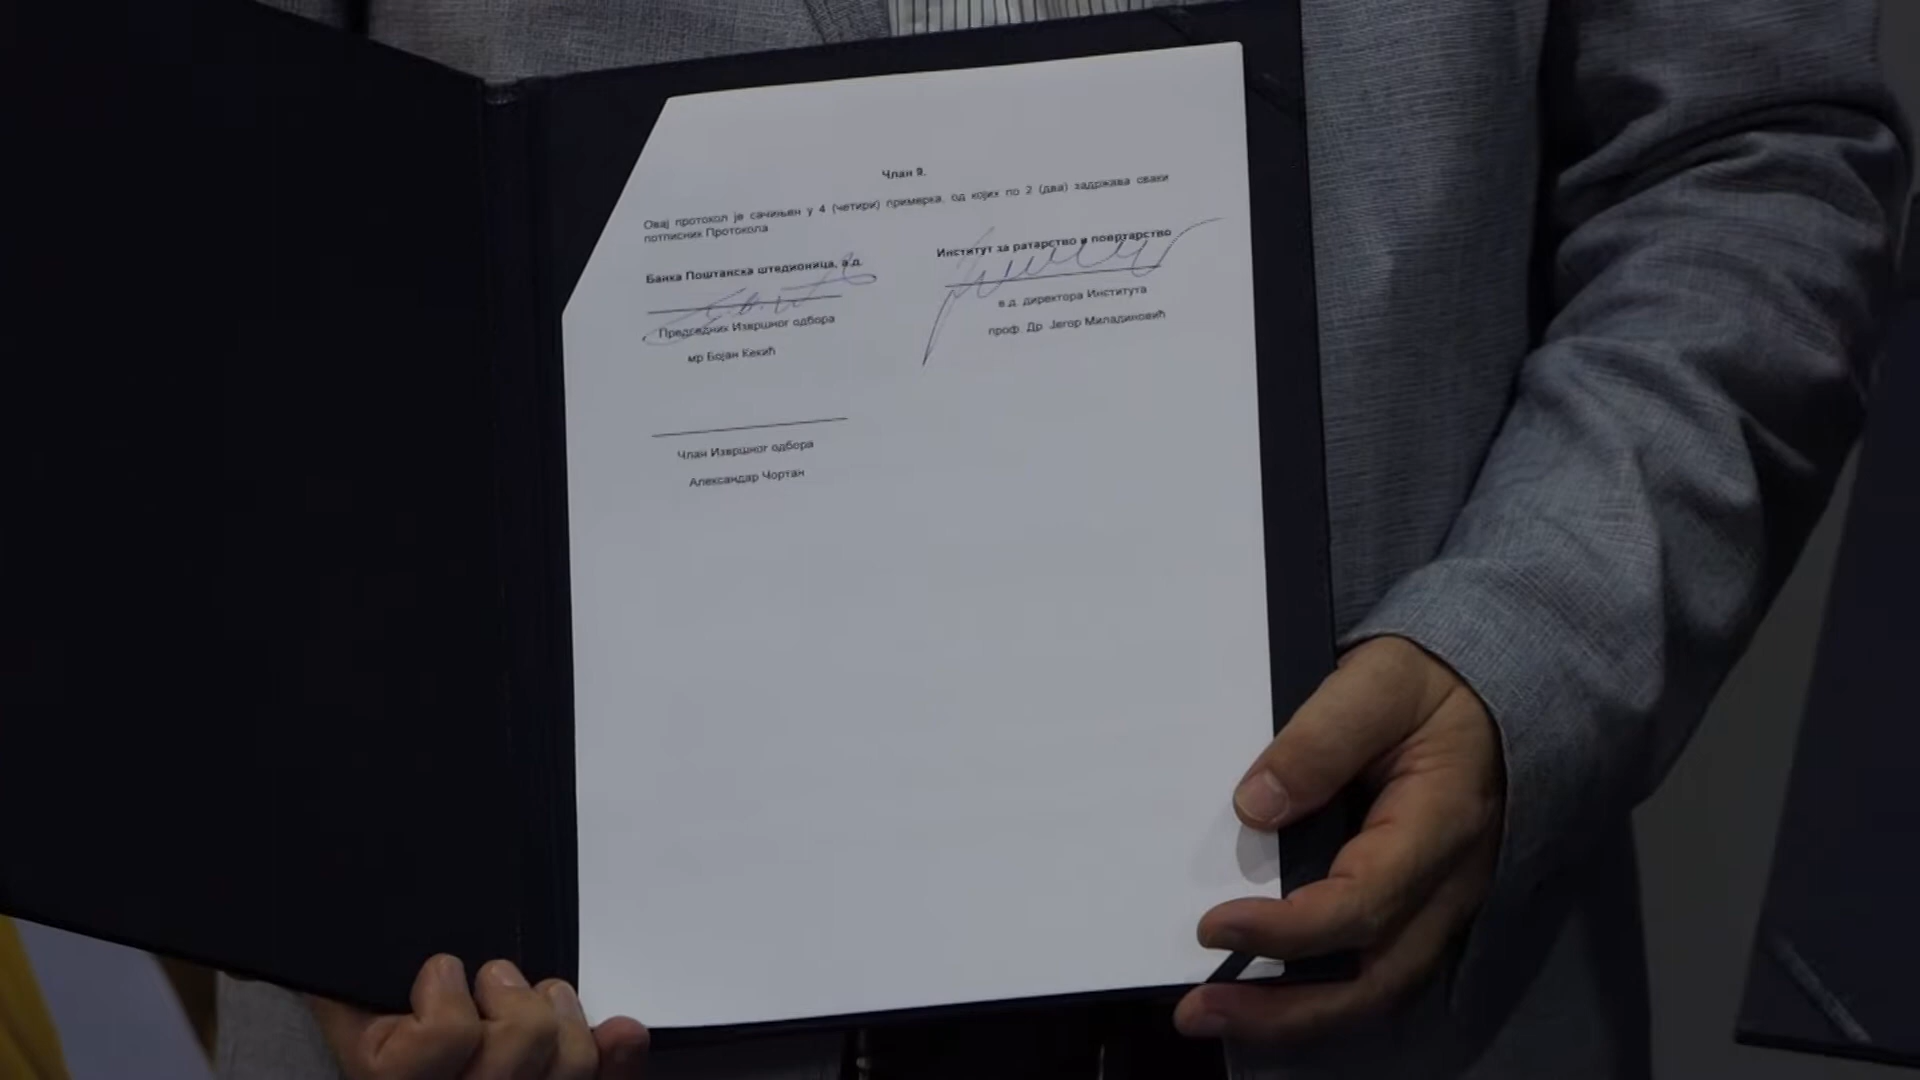 Члан 9.
Овај протокол је сачињен у 4 (четири) примерка, од којих по 2 (два) задржава сваки
потписник Протокола
Банка Поштанска штедионица, а.д.
Институт за ратарство и повртарство
Председник Извршног одбора
в.д. директора Института
мр Бојан Кекић
проф. Др Јегор Миладиновић
Члан Извршног одбора
Александар Чортан